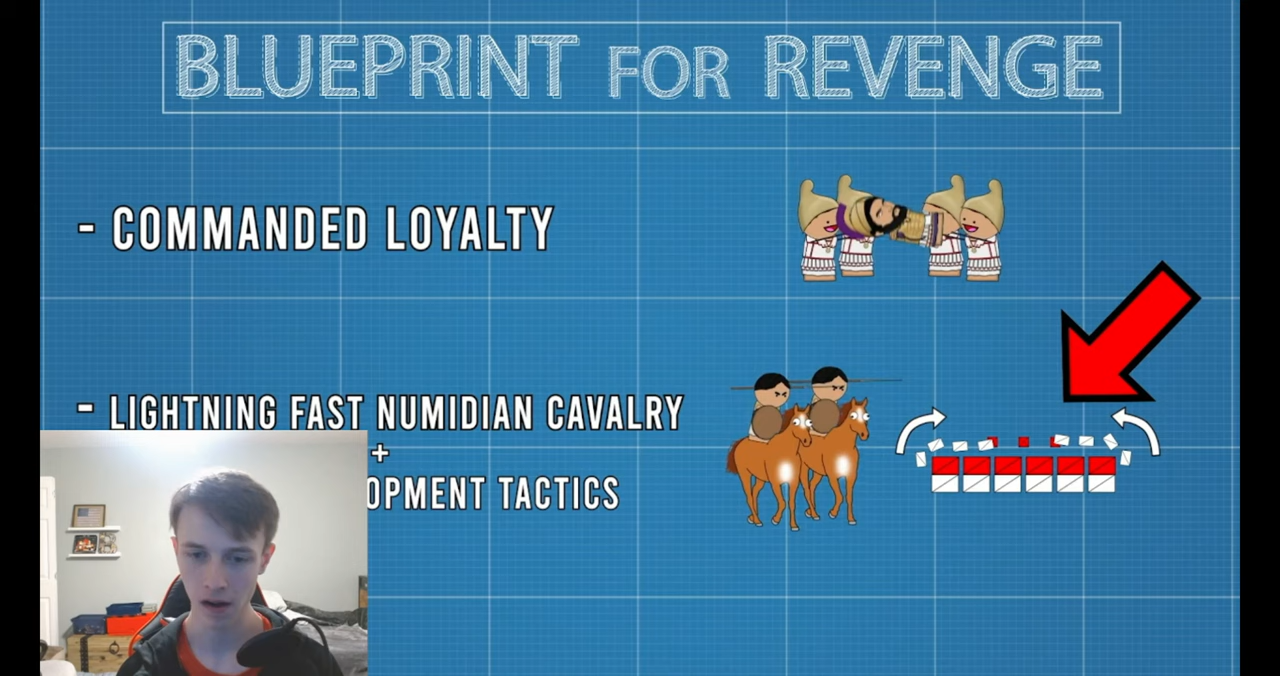 BLUEPRINT FOR REVENGE
- COMMANDED LOYALTY
- LIGHTNING FAST NUMIDIAN CAVALRY
+
OPMENT TACTICS